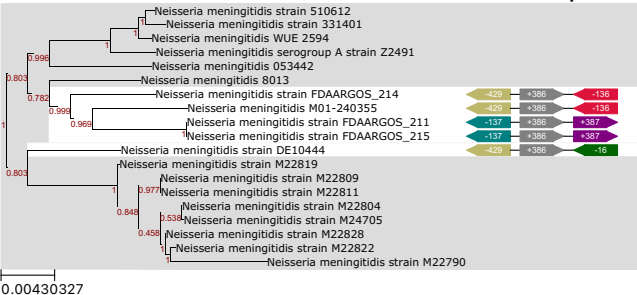 Neisseria meningitidis strain 510612
Neisseria meningitidis strain 331401
1
Neisseria meningitidis WUE 2594
1
Neisseria meningitidis serogroup A strain Z2491
0.996
Neisseria meningitidis 053442
0.803
Neisseria meningitidis 8013
0.782
Neisseria meningitidis strain FDAARGOS_214 -429 +386 -136
0.999
Neisseria meningitidis M01-240355 -429 +386 -136
0.969
Neisseria meningitidis strain FDAARGOS_211 -137 +386 +387
1
1
Neisseria meningitidis strain FDAARGOS_215 -137 +386 +387
Neisseria meningitidis strain DE10444 -429 +386 -16
Neisseria meningitidis strain M22819
0.803
Neisseria meningitidis strain M22809
1
0.977
Neisseria meningitidis strain M22811
Neisseria meningitidis strain M22804
0.848
0.538
Neisseria meningitidis strain M24705
0.458
Neisseria meningitidis strain M22828
1
Neisseria meningitidis strain M22822
1
Neisseria meningitidis strain M22790
0.00430327